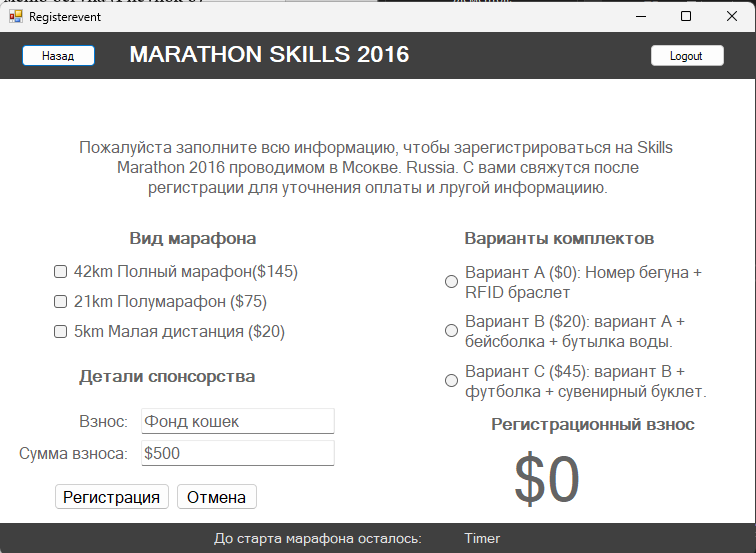 Registerevent
Назад
MARATHON SKILLS 2016
Logout
Пожалуйста заполните всю информацию, чтобы зарегистрироваться на Skills
Marathon 2016 проводимом в Мсокве. Russia. С вами свяжутся после
регистрации для уточнения оплаты и лругой информациию.
Вид марафона
42km Полный марафон($145)
21km Полумарафон ($75)
5km Малая дистанция ($20)
Варианты комплектов
Вариант A ($0): Номер бегуна +
RFID браслет
Вариант B ($20): вариант A +
бейсболка + бутылка воды.
Вариант C ($45): вариант B +
футболка + сувенирный буклет.
Детали спонсорства
Взнос: Фонд кошек
Сумма взноса: $500
Регистрация Отмена
Регистрационный взнос
$0
До старта марафона осталось: Timer